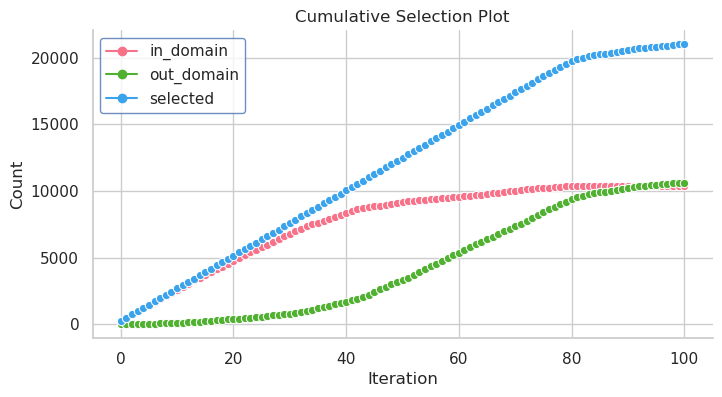 Cumulative Selection Plot
in_domain
out_domain
selected
Count
20000
15000
10000
5000
0
0 20 40 60 80 100
Iteration